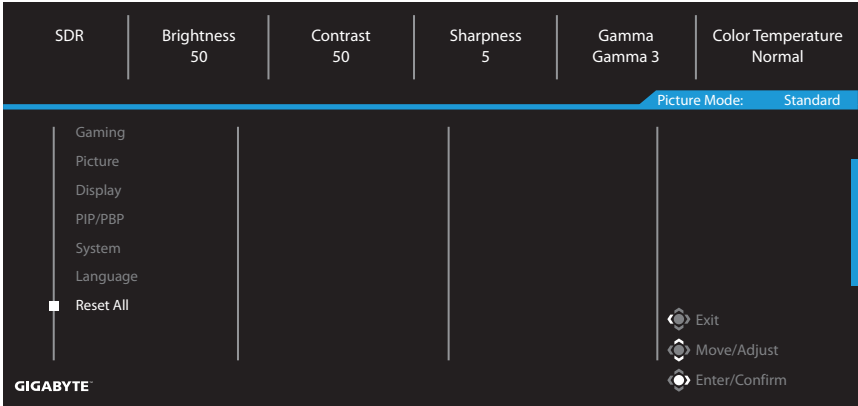 SDR Brightness Contrast Sharpness Gamma Color Temperature
50 50 5 Gamma 3 Normal
Picture Mode: Standard
Gaming
Picture
Display
PIP/PBP
System
Language
Reset All
Exit
Move/Adjust
Enter/Confirm
GIGABYTE™